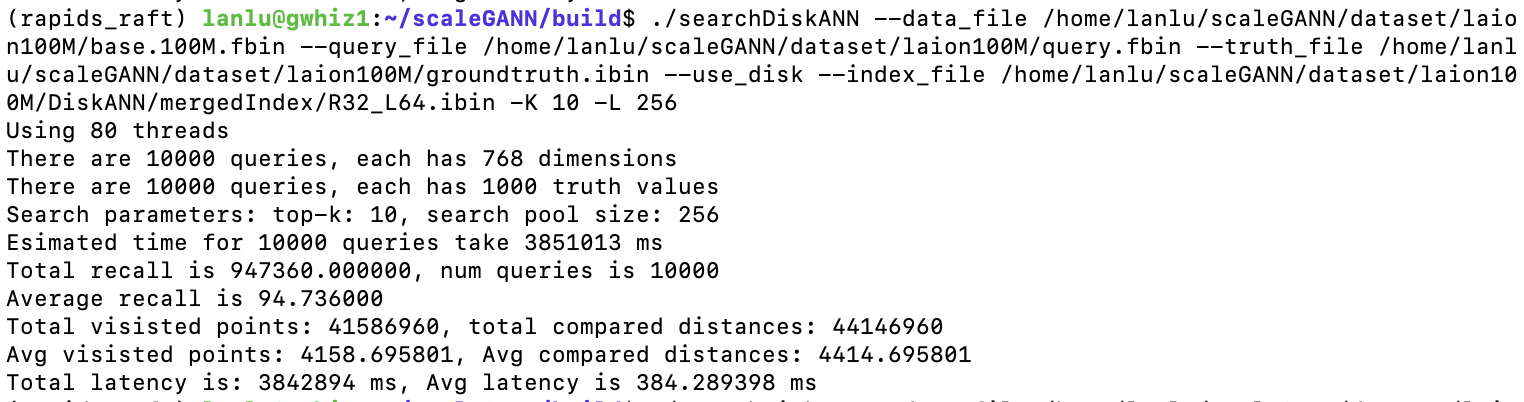 (rapids_raft) lanlu@gwhiz1:~/scaleGANN/build$ ./searchDiskANN --data_file /home/lanlu/scaleGANN/dataset/laio
n100M/base.100M.fbin --query_file /home/lanlu/scaleGANN/dataset/laion100M/query.fbin --truth_file /home/lanl
u/scaleGANN/dataset/laion100M/groundtruth.ibin --use_disk --index_file /home/lanlu/scaleGANN/dataset/laion10
0M/DiskANN/mergedIndex/R32_L64.ibin -K 10 -L 256
Using 80 threads
There are 10000 queries, each has 768 dimensions
There are 10000 queries, each has 1000 truth values
Search parameters: top-k: 10, search pool size: 256
Esimated time for 10000 queries take 3851013 ms
Total recall is 947360.000000, num queries is 10000
Average recall is 94.736000
Total visisted points: 41586960, total compared distances: 44146960
Avg visisted points: 4158.695801, Avg compared distances: 4414.695801
Total latency is: 3842894 ms, Avg latency is 384.289398 ms